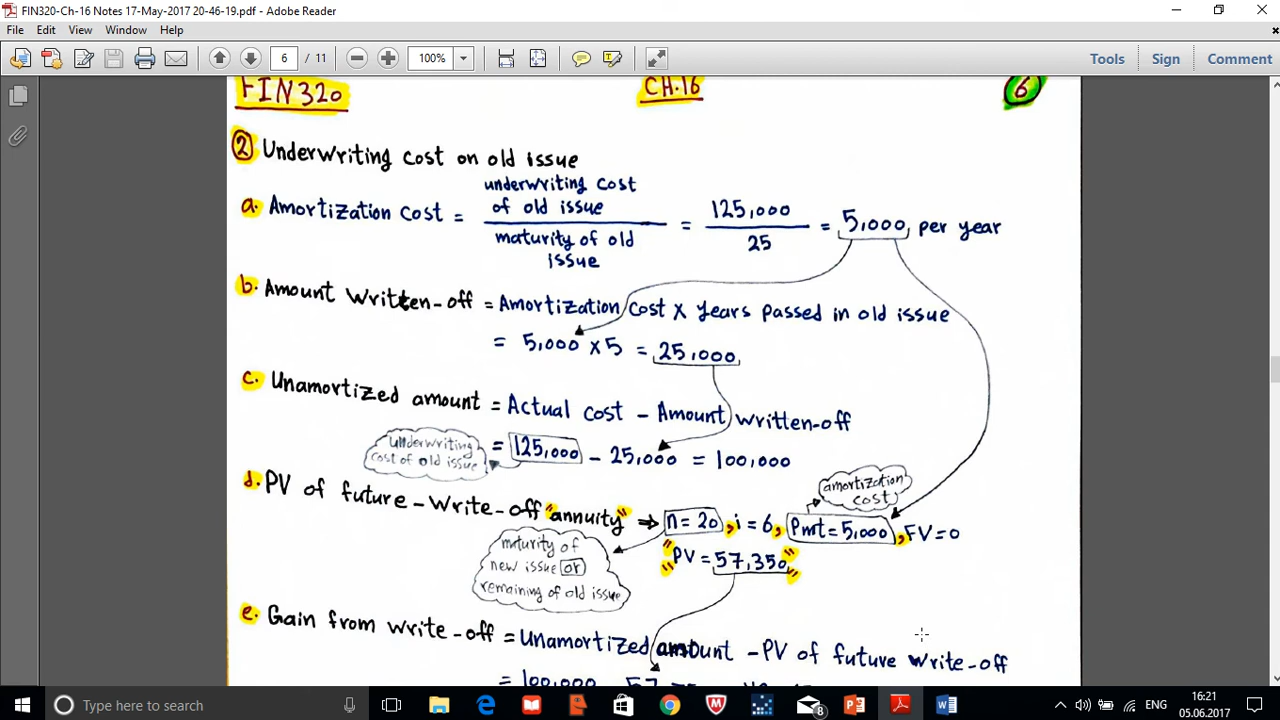 FIN320-Ch-16 Notes 17-May-2017 20-46-19.pdf - Adobe Reader
File Edit View Window Help
6 / 11 100% Tools Sign Comment
FIN320 CH.16 6
2 Underwriting cost on old issue
a. Amortization cost = underwriting cost of old issue / maturity of old issue = 125,000 / 25 = 5,000 per year
b. Amount written-off = Amortization cost x years passed in old issue
= 5,000 x 5 = 25,000
c. Unamortized amount = Actual cost - Amount written-off
underwriting cost of old issue
= 125,000 - 25,000 = 100,000
amortization cost
d. PV of future-write-off "annuity" ⇒ n=20, i=6, Pmt=5,000, FV=0
maturity of new issue or remaining of old issue
"PV = 57,350"
e. Gain from write-off = Unamortized amount - PV of future write-off
= 100,000
Type here to search
8
ENG
16:21
05.06.2017